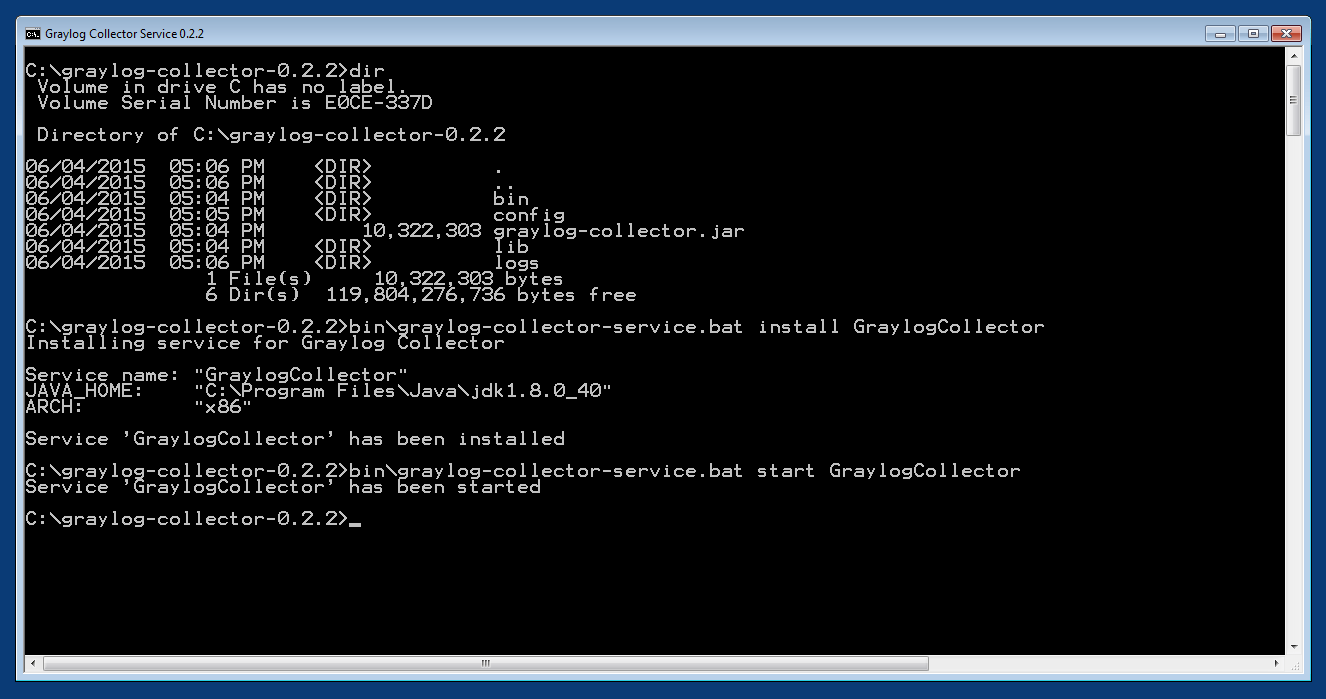 Graylog Collector Service 0.2.2
C:\graylog-collector-0.2.2>dir
 Volume in drive C has no label.
 Volume Serial Number is E0CE-337D

 Directory of C:\graylog-collector-0.2.2

06/04/2015  05:06 PM    <DIR>          .
06/04/2015  05:06 PM    <DIR>          ..
06/04/2015  05:04 PM    <DIR>          bin
06/04/2015  05:05 PM    <DIR>          config
06/04/2015  05:04 PM        10,322,303 graylog-collector.jar
06/04/2015  05:04 PM    <DIR>          lib
06/04/2015  05:06 PM    <DIR>          logs
               1 File(s)     10,322,303 bytes
               6 Dir(s)  119,804,276,736 bytes free

C:\graylog-collector-0.2.2>bin\graylog-collector-service.bat install GraylogCollector
Installing service for Graylog Collector

Service name: "GraylogCollector"
JAVA_HOME:    "C:\Program Files\Java\jdk1.8.0_40"
ARCH:         "x86"

Service 'GraylogCollector' has been installed

C:\graylog-collector-0.2.2>bin\graylog-collector-service.bat start GraylogCollector
Service 'GraylogCollector' has been started

C:\graylog-collector-0.2.2>_